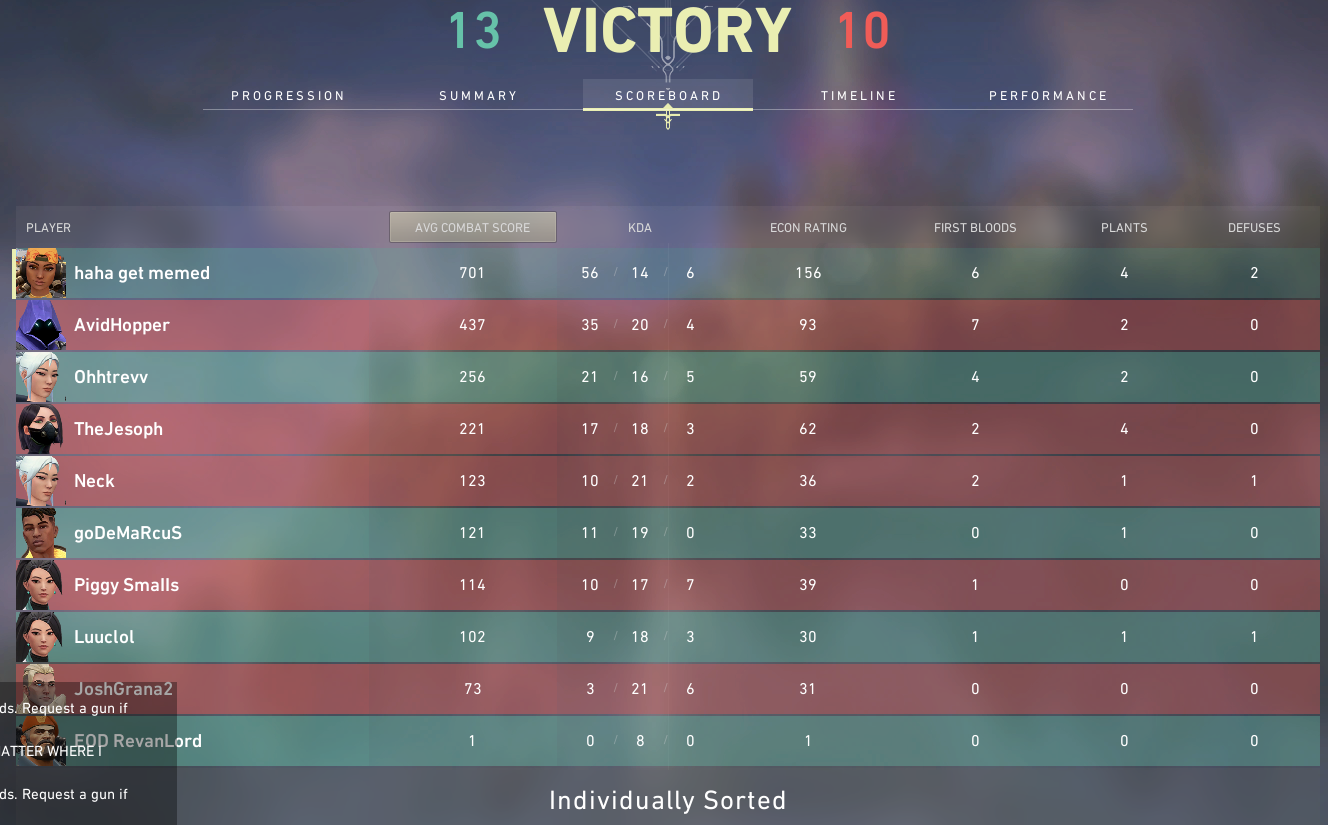 13 VICTORY 10
PROGRESSION SUMMARY SCOREBOARD TIMELINE PERFORMANCE
PLAYER AVG COMBAT SCORE KDA ECON RATING FIRST BLOODS PLANTS DEFUSES
haha get memed 701 56 / 14 / 6 156 6 4 2
AvidHopper 437 35 / 20 / 4 93 7 2 0
Ohhtrevv 256 21 / 16 / 5 59 4 2 0
TheJesoph 221 17 / 18 / 3 62 2 4 0
Neck 123 10 / 21 / 2 36 2 1 1
goDeMaRcuS 121 11 / 19 / 0 33 0 1 0
Piggy Smalls 114 10 / 17 / 7 39 1 0 0
Luuclol 102 9 / 18 / 3 30 1 1 1
JoshGrana2 73 3 / 21 / 6 31 0 0 0
ds. Request a gun if
EOD RevanLord 1 0 / 8 / 0 1 0 0 0
ATTER WHERE I
ds. Request a gun if
Individually Sorted